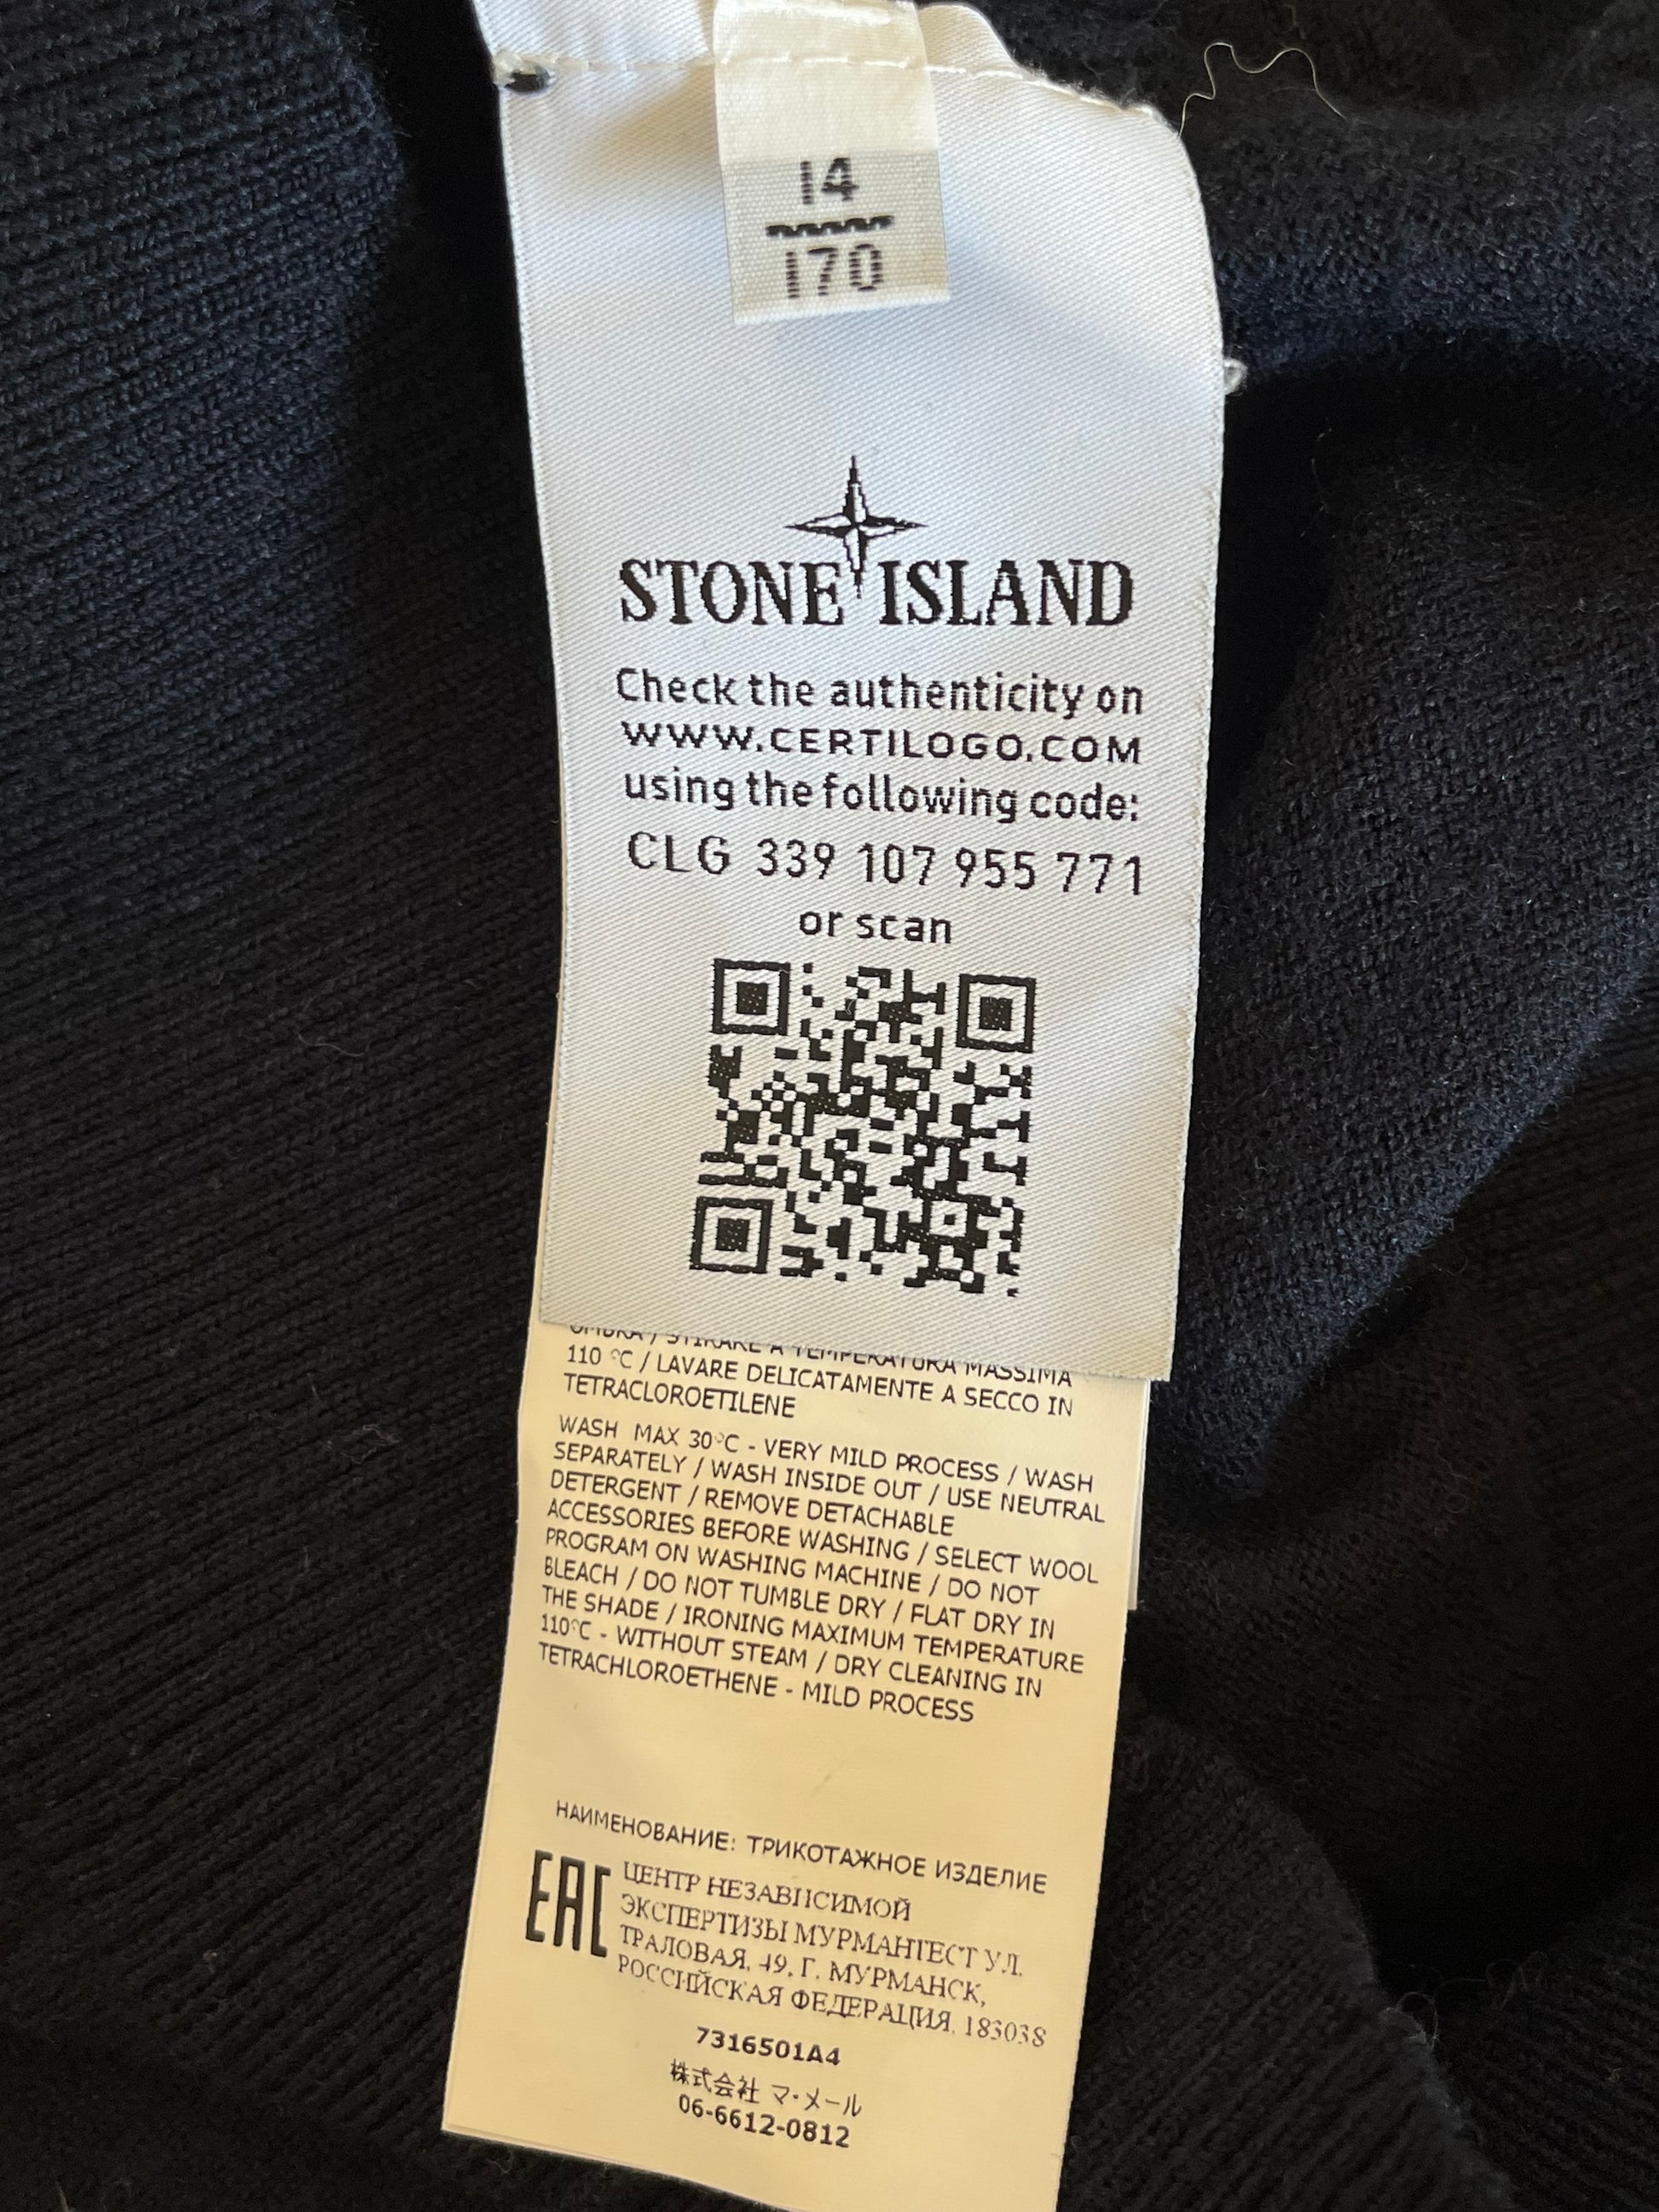 14
170
STONE ISLAND
Check the authenticity on
WWW.CERTILOGO.COM
using the following code:
CLG 339 107 955 771
or scan
OMBRA / STIRARE A TEMPERATURA MASSIMA
110 °C / LAVARE DELICATAMENTE A SECCO IN
TETRACLOROETILENE
WASH MAX 30°C - VERY MILD PROCESS / WASH
SEPARATELY / WASH INSIDE OUT / USE NEUTRAL
DETERGENT / REMOVE DETACHABLE
ACCESSORIES BEFORE WASHING / SELECT WOOL
PROGRAM ON WASHING MACHINE / DO NOT
BLEACH / DO NOT TUMBLE DRY / FLAT DRY IN
THE SHADE / IRONING MAXIMUM TEMPERATURE
110°C - WITHOUT STEAM / DRY CLEANING IN
TETRACHLOROETHENE - MILD PROCESS
НАИМЕНОВАНИЕ: ТРИКОТАЖНОЕ ИЗДЕЛИЕ
EAC
ЦЕНТР НЕЗАВИСИМОЙ
ЭКСПЕРТИЗЫ МУРМАНТЕСТ УЛ.
ТРАЛОВАЯ, 49, Г. МУРМАНСК,
РОССИЙСКАЯ ФЕДЕРАЦИЯ, 183038
7316501A4
株式会社 マ・メール
06-6612-0812